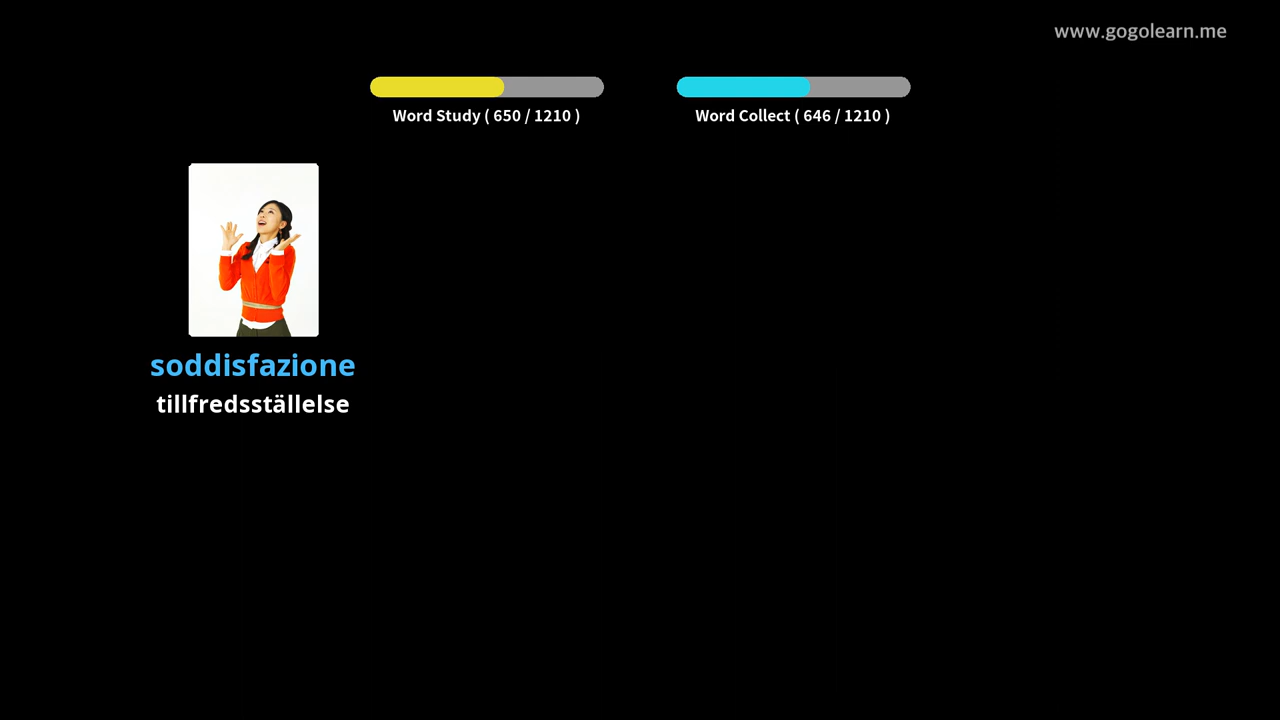 www.gogolearn.me
Word Study ( 650 / 1210 )
Word Collect ( 646 / 1210 )
soddisfazione
tillfredsställelse